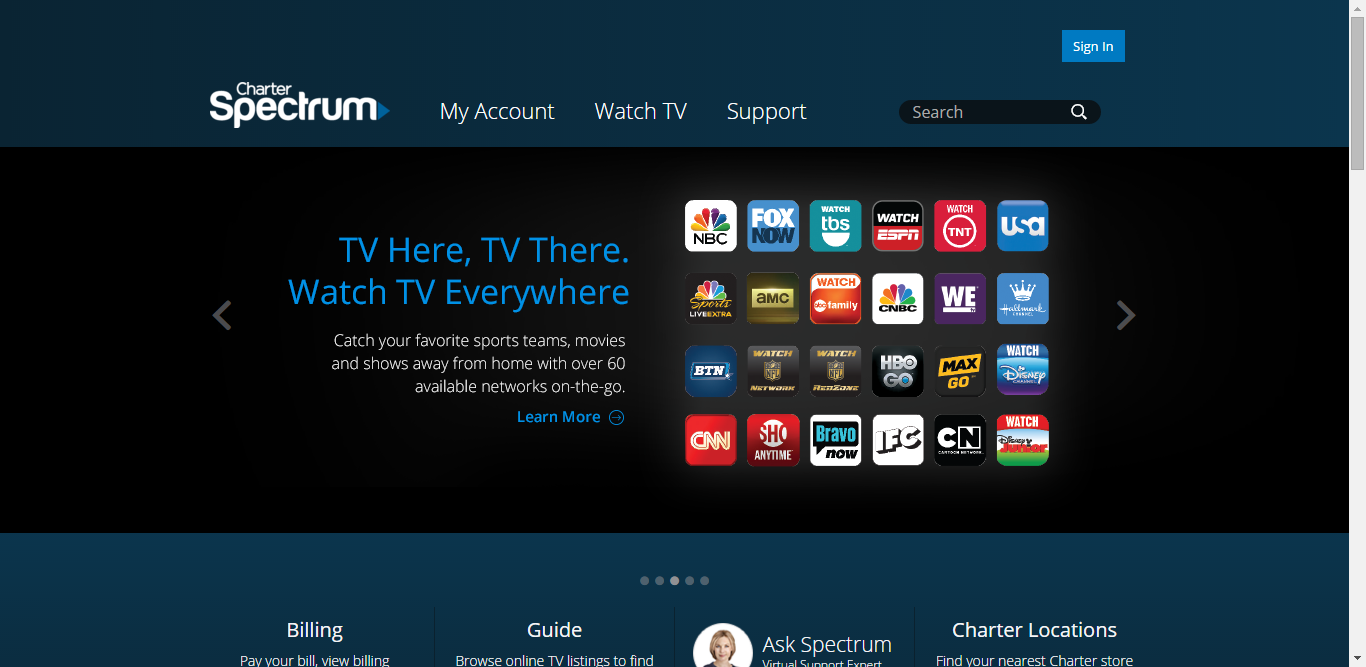 Sign In
Charter
Spectrum
My Account
Watch TV
Support
Search
TV Here, TV There.
Watch TV Everywhere
Catch your favorite sports teams, movies
and shows away from home with over 60
available networks on-the-go.
Learn More
NBC
FOX
NOW
WATCH
tbs
WATCH
ESPN
WATCH
TNT
usa
Sports
LIVE EXTRA
amc
WATCH
abc family
CNBC
WE
tv
Hallmark
CHANNEL
BTN
WATCH
NFL
NETWORK
WATCH
NFL
REDZONE
HBO
GO
MAX
GO
WATCH
Disney
CHANNEL
CNN
SHO
ANYTIME
Bravo
now
IFC
CN
CARTOON NETWORK
WATCH
Disney
Junior
Billing
Pay your bill, view billing
Guide
Browse online TV listings to find
Ask Spectrum
Virtual Support Expert
Charter Locations
Find your nearest Charter store